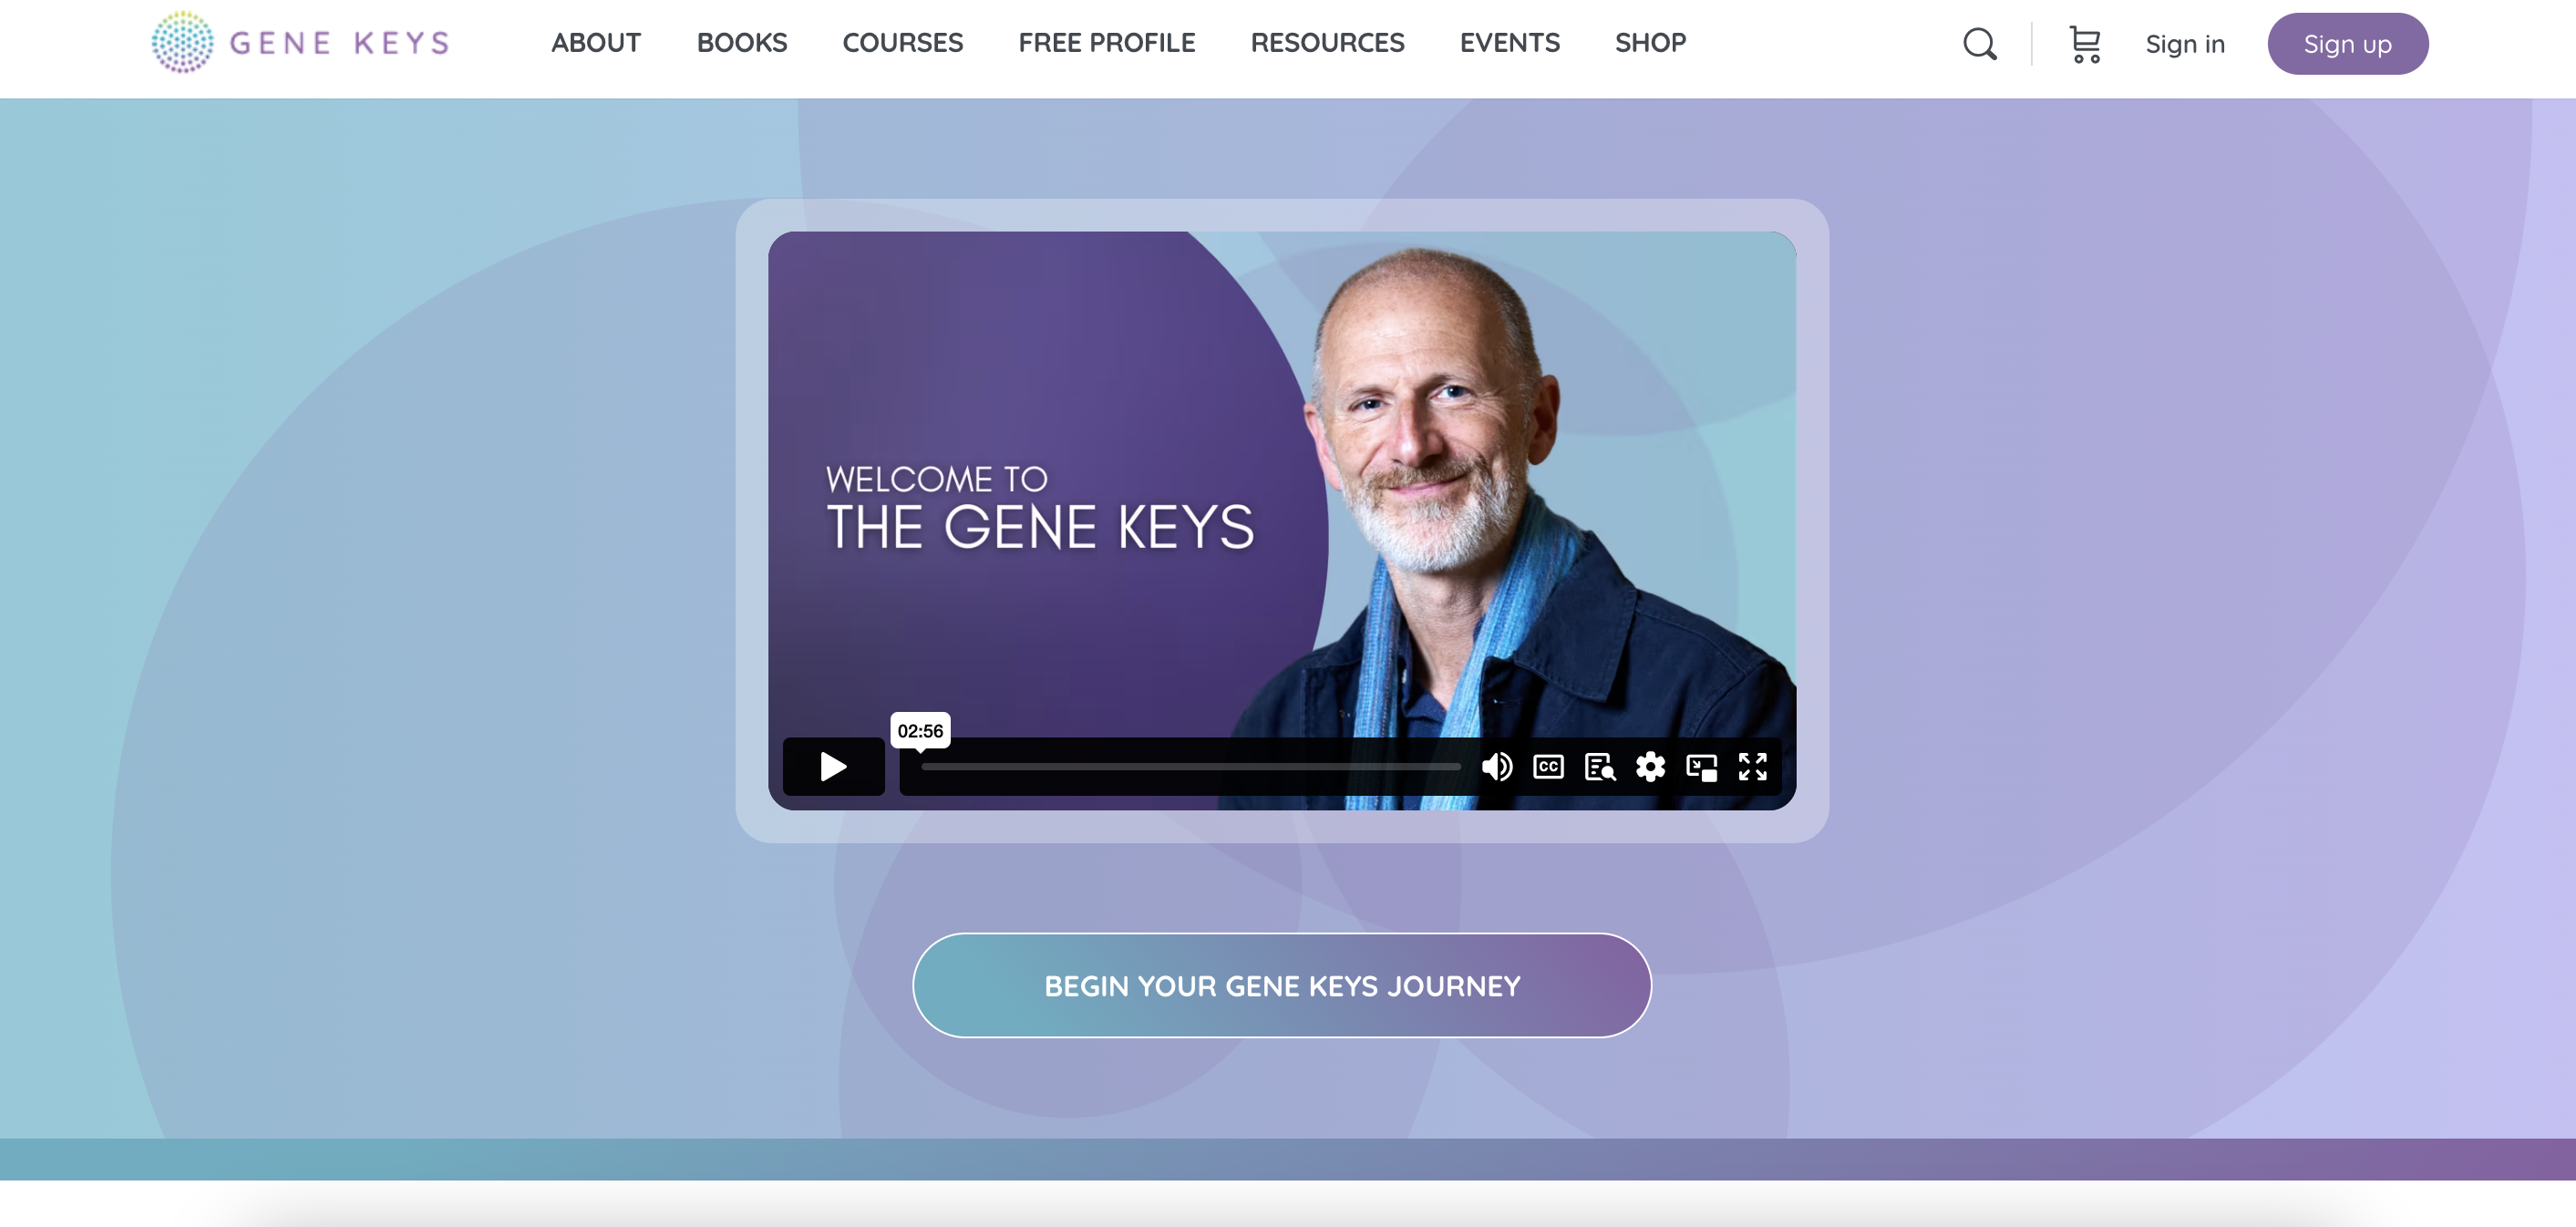 GENE KEYS
ABOUT
BOOKS
COURSES
FREE PROFILE
RESOURCES
EVENTS
SHOP
Sign in
Sign up
WELCOME TO
THE GENE KEYS
02:56
CC
BEGIN YOUR GENE KEYS JOURNEY